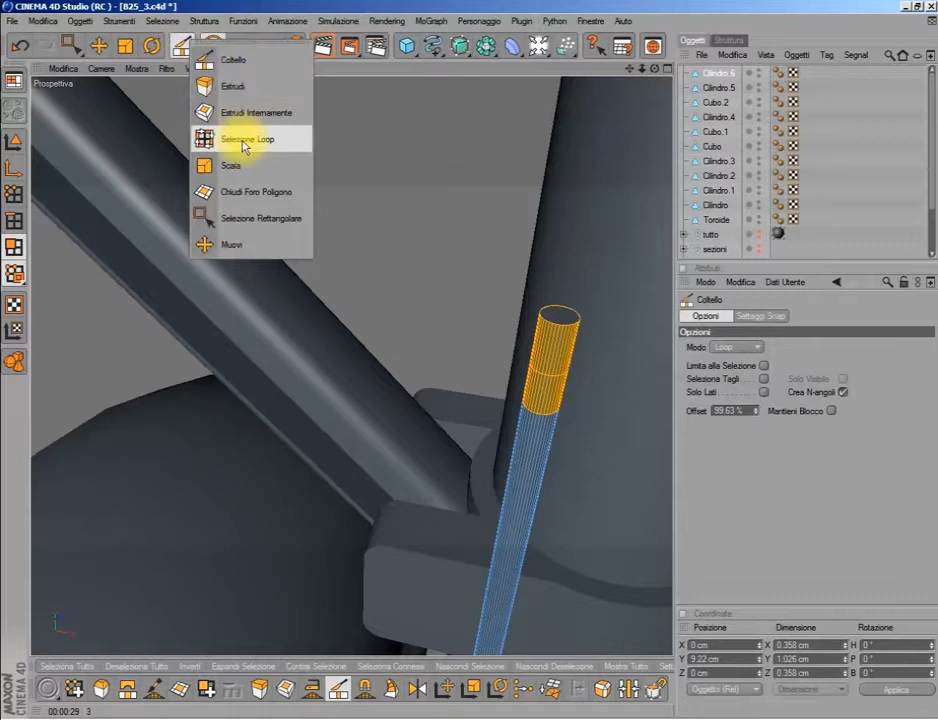 CINEMA 4D Studio (RC) - [B25_3.c4d *]
File Modifica Oggetti Strumenti Selezione Struttura Funzioni Animazione Simulazione Rendering MoGraph Personaggio Plugin Python Finestre Aiuto
Modifica Camere Mostra Filtro
Prospettiva
Coltello
Estrudi
Estrudi Internamente
Selezione Loop
Scala
Chiudi Foro Poligono
Selezione Rettangolare
Muovi
Oggetti Struttura
File Modifica Vista Oggetti Tag Segnal
Cilindro.6
Cilindro.5
Cubo.2
Cilindro.4
Cubo.1
Cubo
Cilindro.3
Cilindro.2
Cilindro.1
Cilindro
Toroide
tutto
sezioni
Attributi
Modo Modifica Dati Utente
Coltello
Opzioni Settaggi Snap
Opzioni
Modo Loop
Limita alla Selezione
Seleziona Tagli Solo Visibile
Solo Lati Crea N-angoli
Offset 99.63 % Mantieni Blocco
Coordinate
Posizione Dimensione Rotazione
X 0 cm X 0.358 cm H 0 °
Y 9.22 cm Y 1.026 cm P 0 °
Z 0 cm Z 0.358 cm B 0 °
Oggetto (Rel) Dimensione Applica
Seleziona Tutto Deseleziona Tutto Inverti Espandi Selezione Contrai Selezione Seleziona Connessi Nascondi Selezione Nascondi Deselezione Mostra Tutto
MAXON CINEMA 4D
00:00:29 3